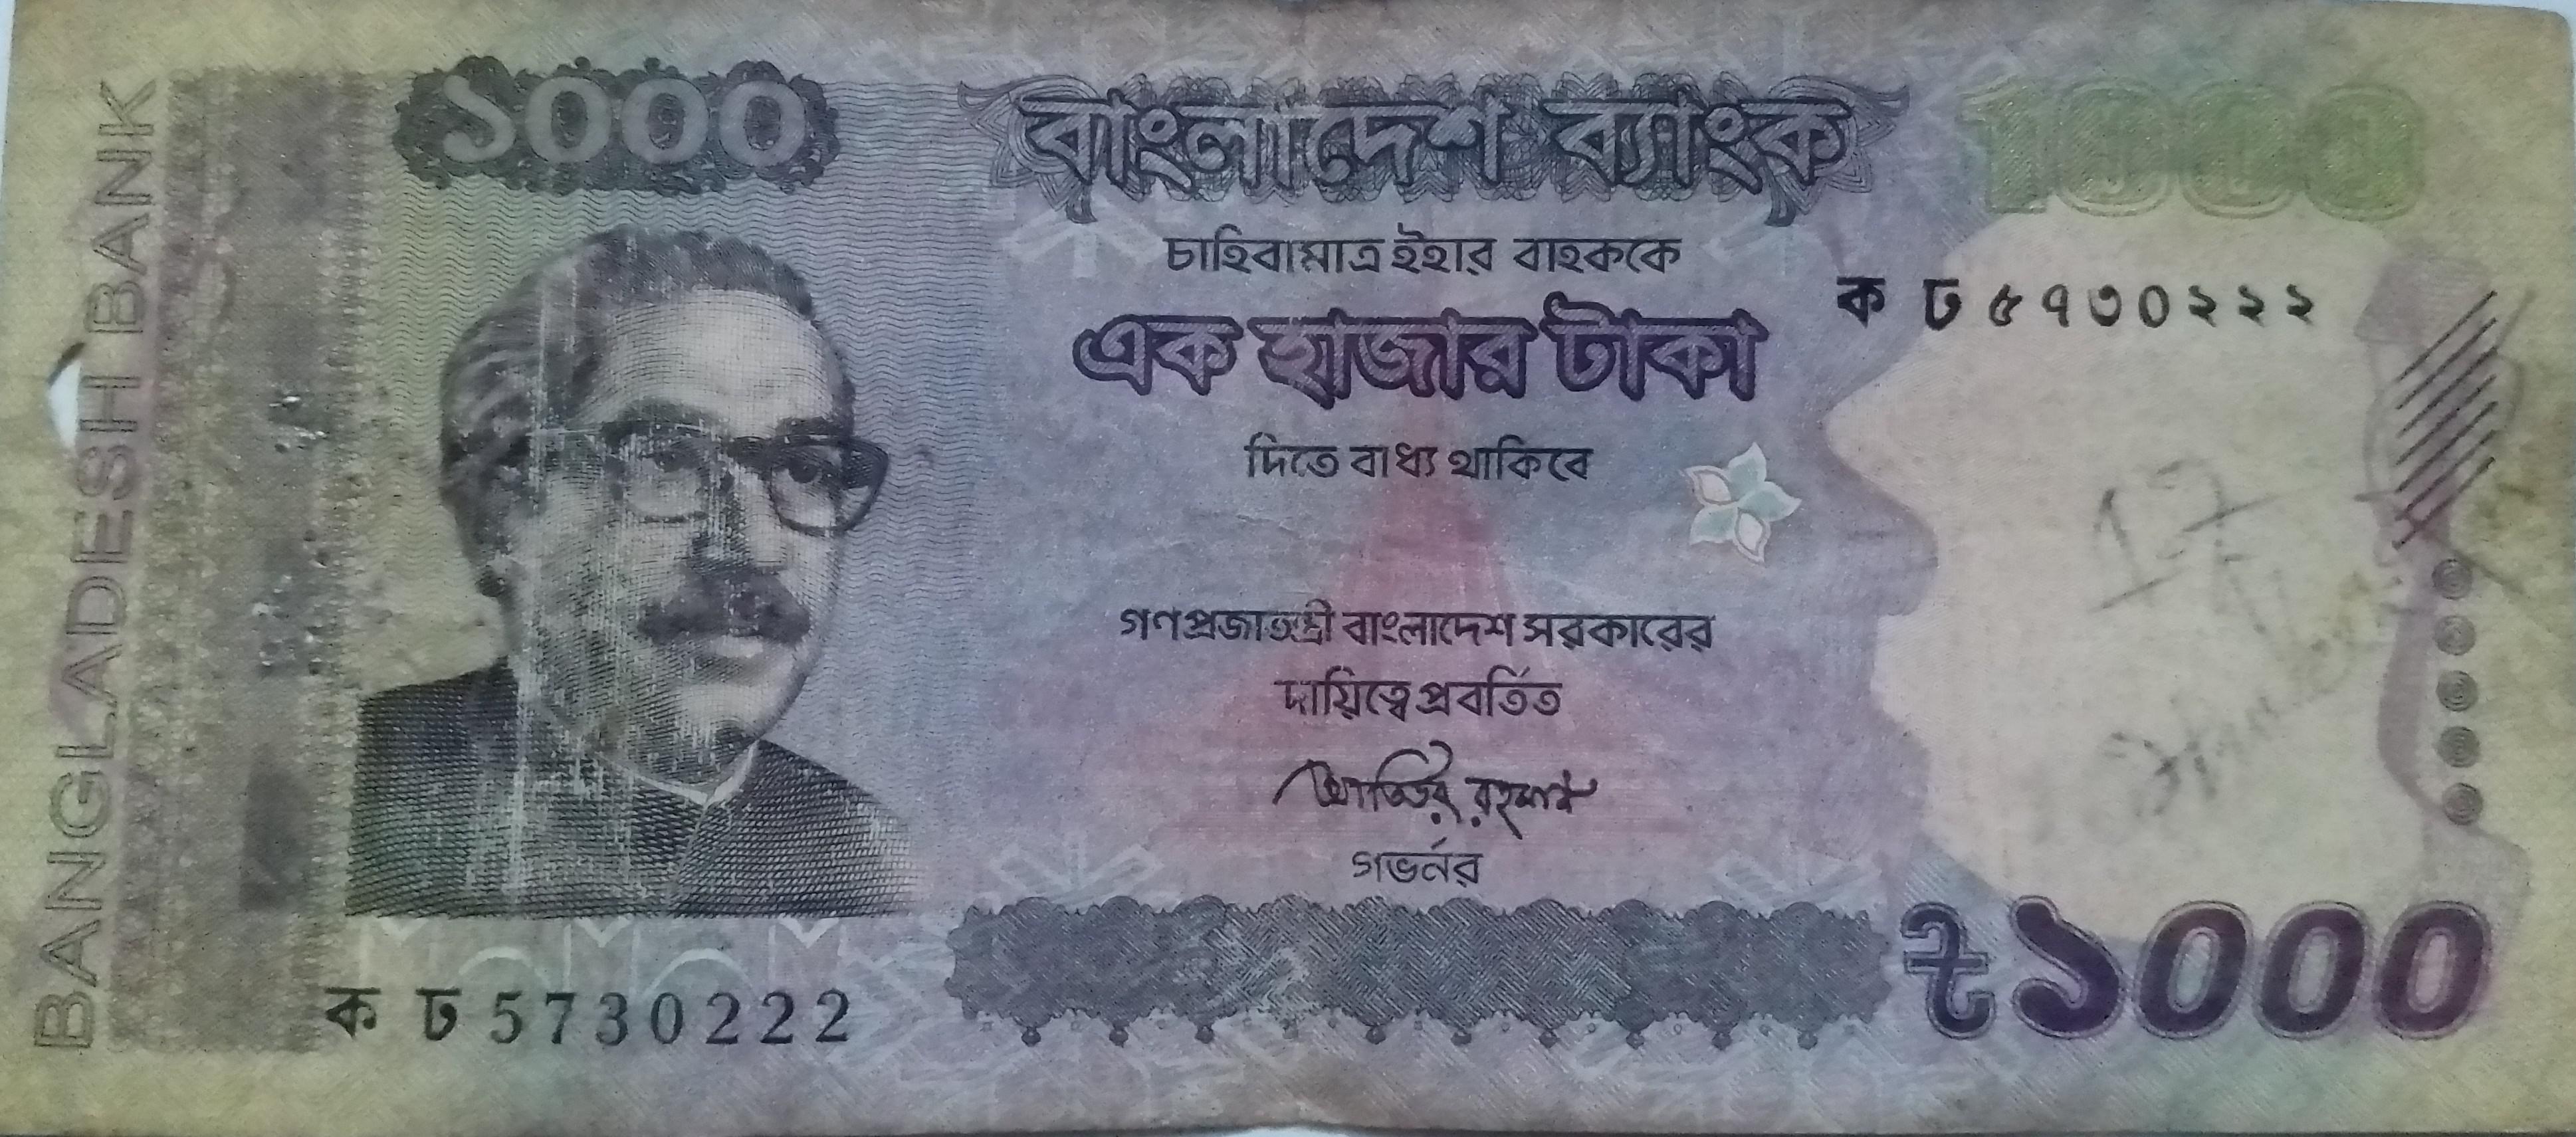 BANGLADESH BANK
১০০০
বাংলাদেশ ব্যাংক
1000
চাহিবামাত্র ইহার বাহককে
ক ঢ ৫৭৩০২২২
এক হাজার টাকা
দিতে বাধ্য থাকিবে
গণপ্রজাতন্ত্রী বাংলাদেশ সরকারের
দায়িত্বে প্রবর্তিত
আতিউর রহমান
গভর্নর
ক ঢ 5730222
৳১০০০